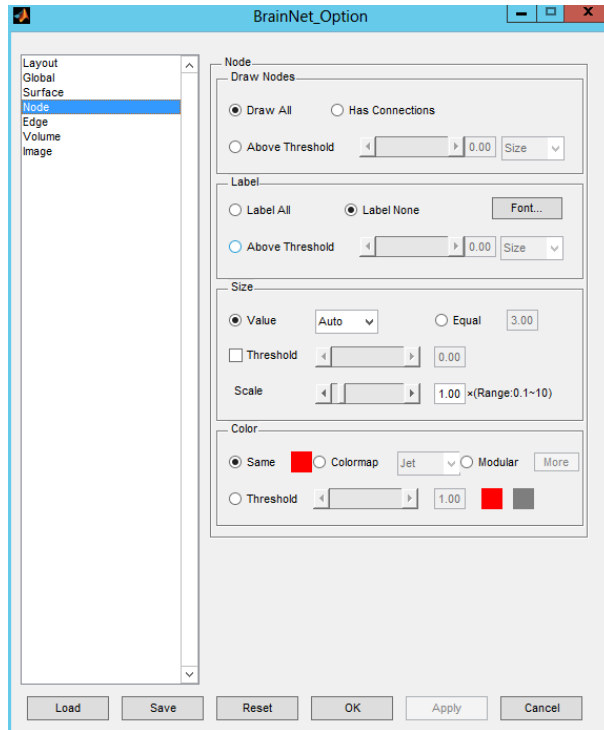 BrainNet_Option
Layout
Global
Surface
Node
Edge
Volume
Image
Node
Draw Nodes
Draw All Has Connections
Above Threshold 0.00 Size
Label
Label All Label None Font...
Above Threshold 0.00 Size
Size
Value Auto Equal 3.00
Threshold 0.00
Scale 1.00 ×(Range:0.1~10)
Color
Same Colormap Jet Modular More
Threshold 1.00
Load Save Reset OK Apply Cancel